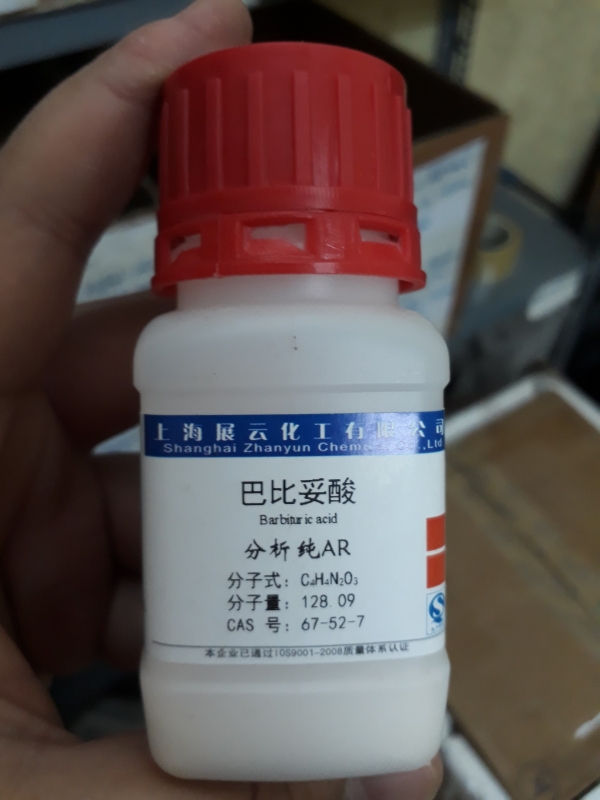 上海展云化工有限公司
Shanghai Zhanyun Chem ,Ltd
巴比妥酸
Barbituric acid
分析纯AR
分子式: C₄H₄N₂O₃
分子量: 128.09
CAS 号: 67-52-7
本企业已通过IOS9001-2008质量体系认证